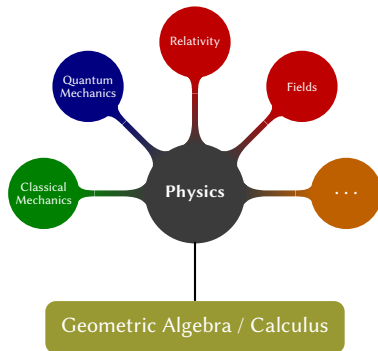 Relativity
Quantum
Mechanics
Fields
Classical
Mechanics
Physics
...
Geometric Algebra / Calculus